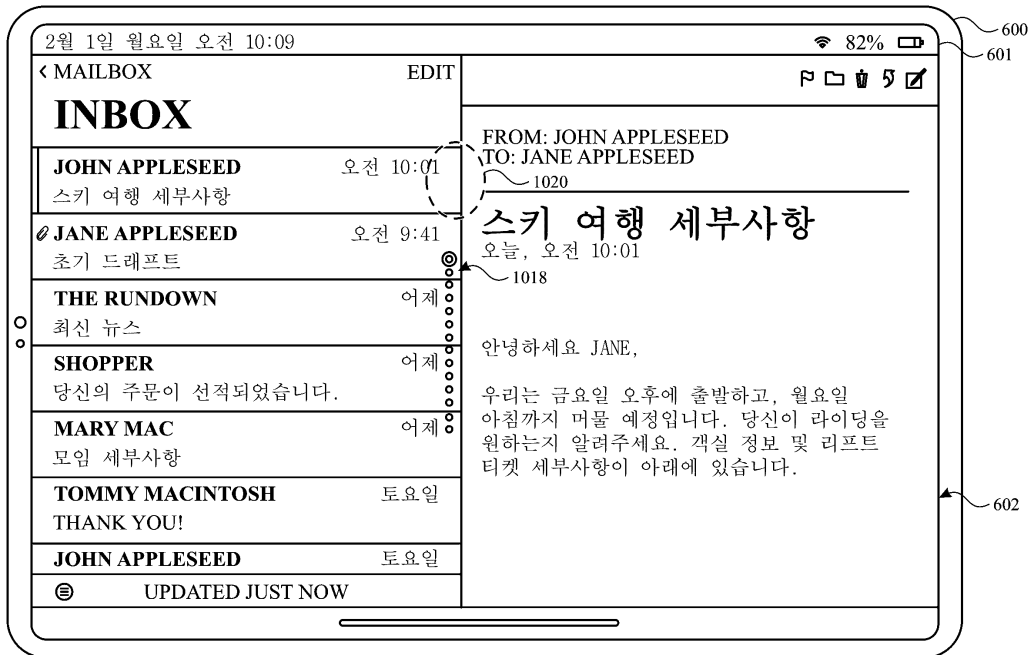 2월 1일 월요일 오전 10:09
82%
600
601
< MAILBOX
EDIT
INBOX
JOHN APPLESEED 오전 10:01
스키 여행 세부사항
JANE APPLESEED 오전 9:41
초기 드래프트
THE RUNDOWN 어제
최신 뉴스
SHOPPER 어제
당신의 주문이 선적되었습니다.
MARY MAC 어제
모임 세부사항
TOMMY MACINTOSH 토요일
THANK YOU!
JOHN APPLESEED 토요일
UPDATED JUST NOW
FROM: JOHN APPLESEED
TO: JANE APPLESEED
1020
스키 여행 세부사항
오늘, 오전 10:01
1018
안녕하세요 JANE,
우리는 금요일 오후에 출발하고, 월요일
아침까지 머물 예정입니다. 당신이 라이딩을
원하는지 알려주세요. 객실 정보 및 리프트
티켓 세부사항이 아래에 있습니다.
602